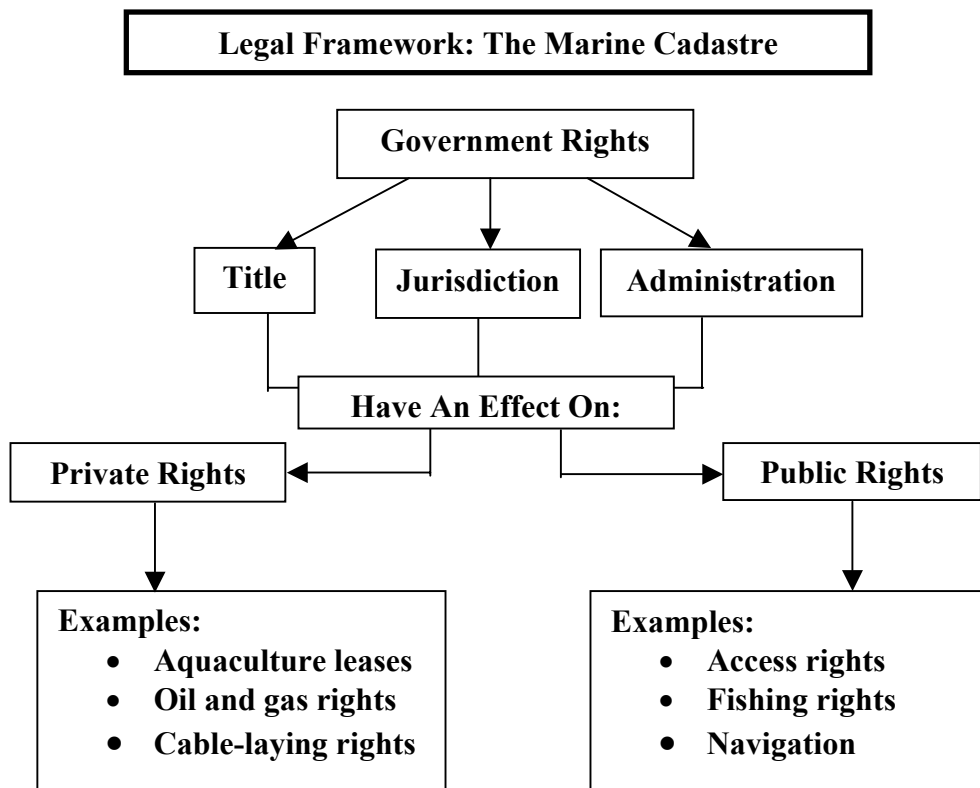 Legal Framework: The Marine Cadastre
Government Rights
Title
Jurisdiction
Administration
Have An Effect On:
Private Rights
Public Rights
Examples:
• Aquaculture leases
• Oil and gas rights
• Cable-laying rights
Examples:
• Access rights
• Fishing rights
• Navigation